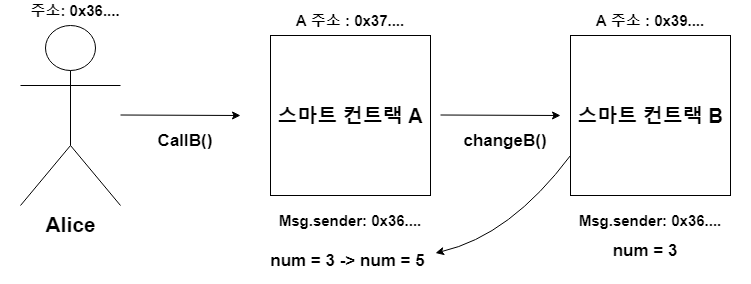 주소: 0x36....
A 주소 : 0x37....
A 주소 : 0x39....
스마트 컨트랙 A
스마트 컨트랙 B
CallB()
changeB()
Alice
Msg.sender: 0x36....
Msg.sender: 0x36....
num = 3 -> num = 5
num = 3